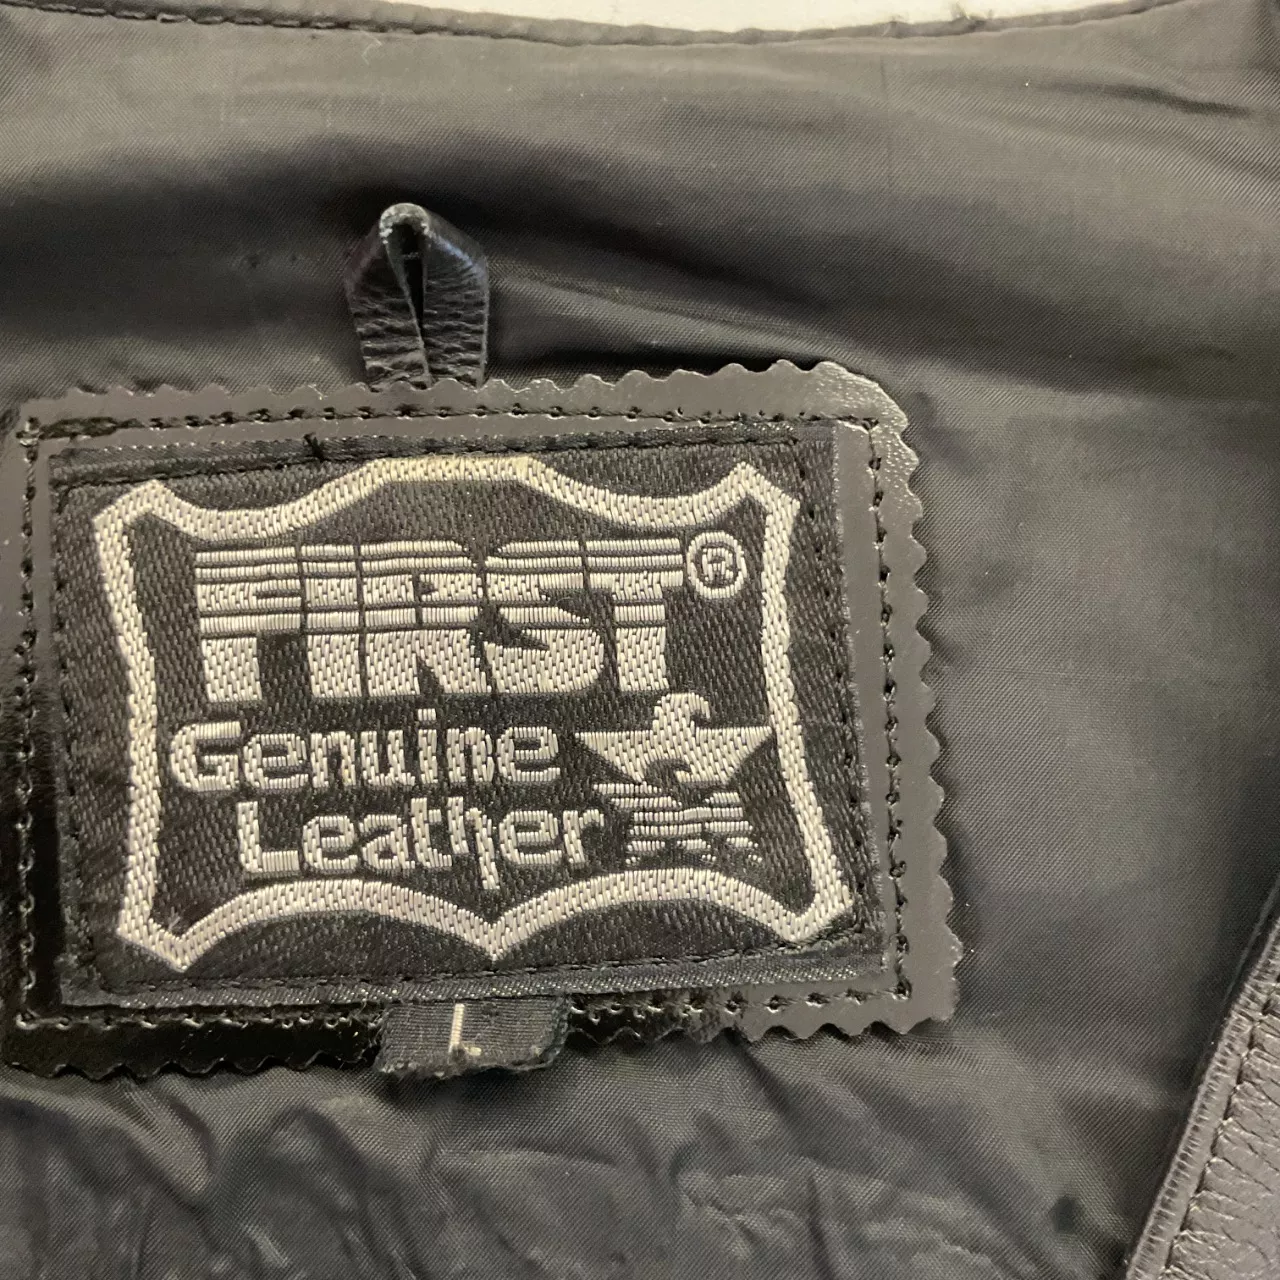 FIRST®
Genuine
Leather
L